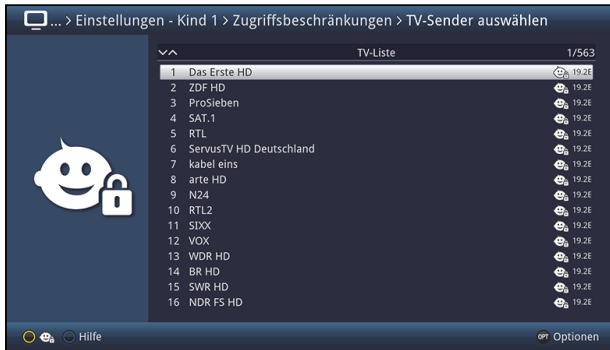 ... > Einstellungen - Kind 1 > Zugriffsbeschränkungen > TV-Sender auswählen
TV-Liste 1/563
1 Das Erste HD 19.2E
2 ZDF HD 19.2E
3 ProSieben 19.2E
4 SAT.1 19.2E
5 RTL 19.2E
6 ServusTV HD Deutschland 19.2E
7 kabel eins 19.2E
8 arte HD 19.2E
9 N24 19.2E
10 RTL2 19.2E
11 SIXX 19.2E
12 VOX 19.2E
13 WDR HD 19.2E
14 BR HD 19.2E
15 SWR HD 19.2E
16 NDR FS HD 19.2E
Hilfe OPT Optionen